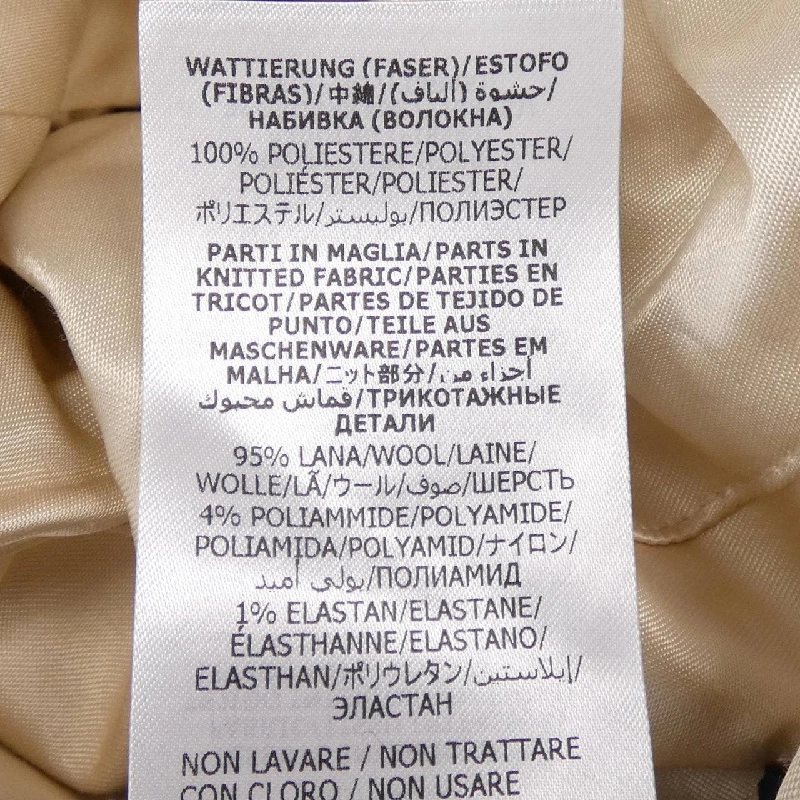 WATTIERUNG (FASER)/ESTOFO
(FIBRAS)/中綿/حشوة (ألياف)/
НАБИВКА (ВОЛОКНА)
100% POLIESTERE/POLYESTER/
POLIÉSTER/POLIESTER/
ポリエステル/بوليستر/ПОЛИЭСТЕР
PARTI IN MAGLIA/PARTS IN
KNITTED FABRIC/PARTIES EN
TRICOT/PARTES DE TEJIDO DE
PUNTO/TEILE AUS
MASCHENWARE/PARTES EM
MALHA/ニット部分/أجزاء من
قماش محبوك/ТРИКОТАЖНЫЕ
ДЕТАЛИ
95% LANA/WOOL/LAINE/
WOLLE/LÃ/ウール/صوف/ШЕРСТЬ
4% POLIAMMIDE/POLYAMIDE/
POLIAMIDA/POLYAMID/ナイロン/
بولي أميد/ПОЛИАМИД
1% ELASTAN/ELASTANE/
ÉLASTHANNE/ELASTANO/
ELASTHAN/ポリウレタン/إيلاستين/
ЭЛАСТАН
NON LAVARE / NON TRATTARE
CON CLORO / NON USARE